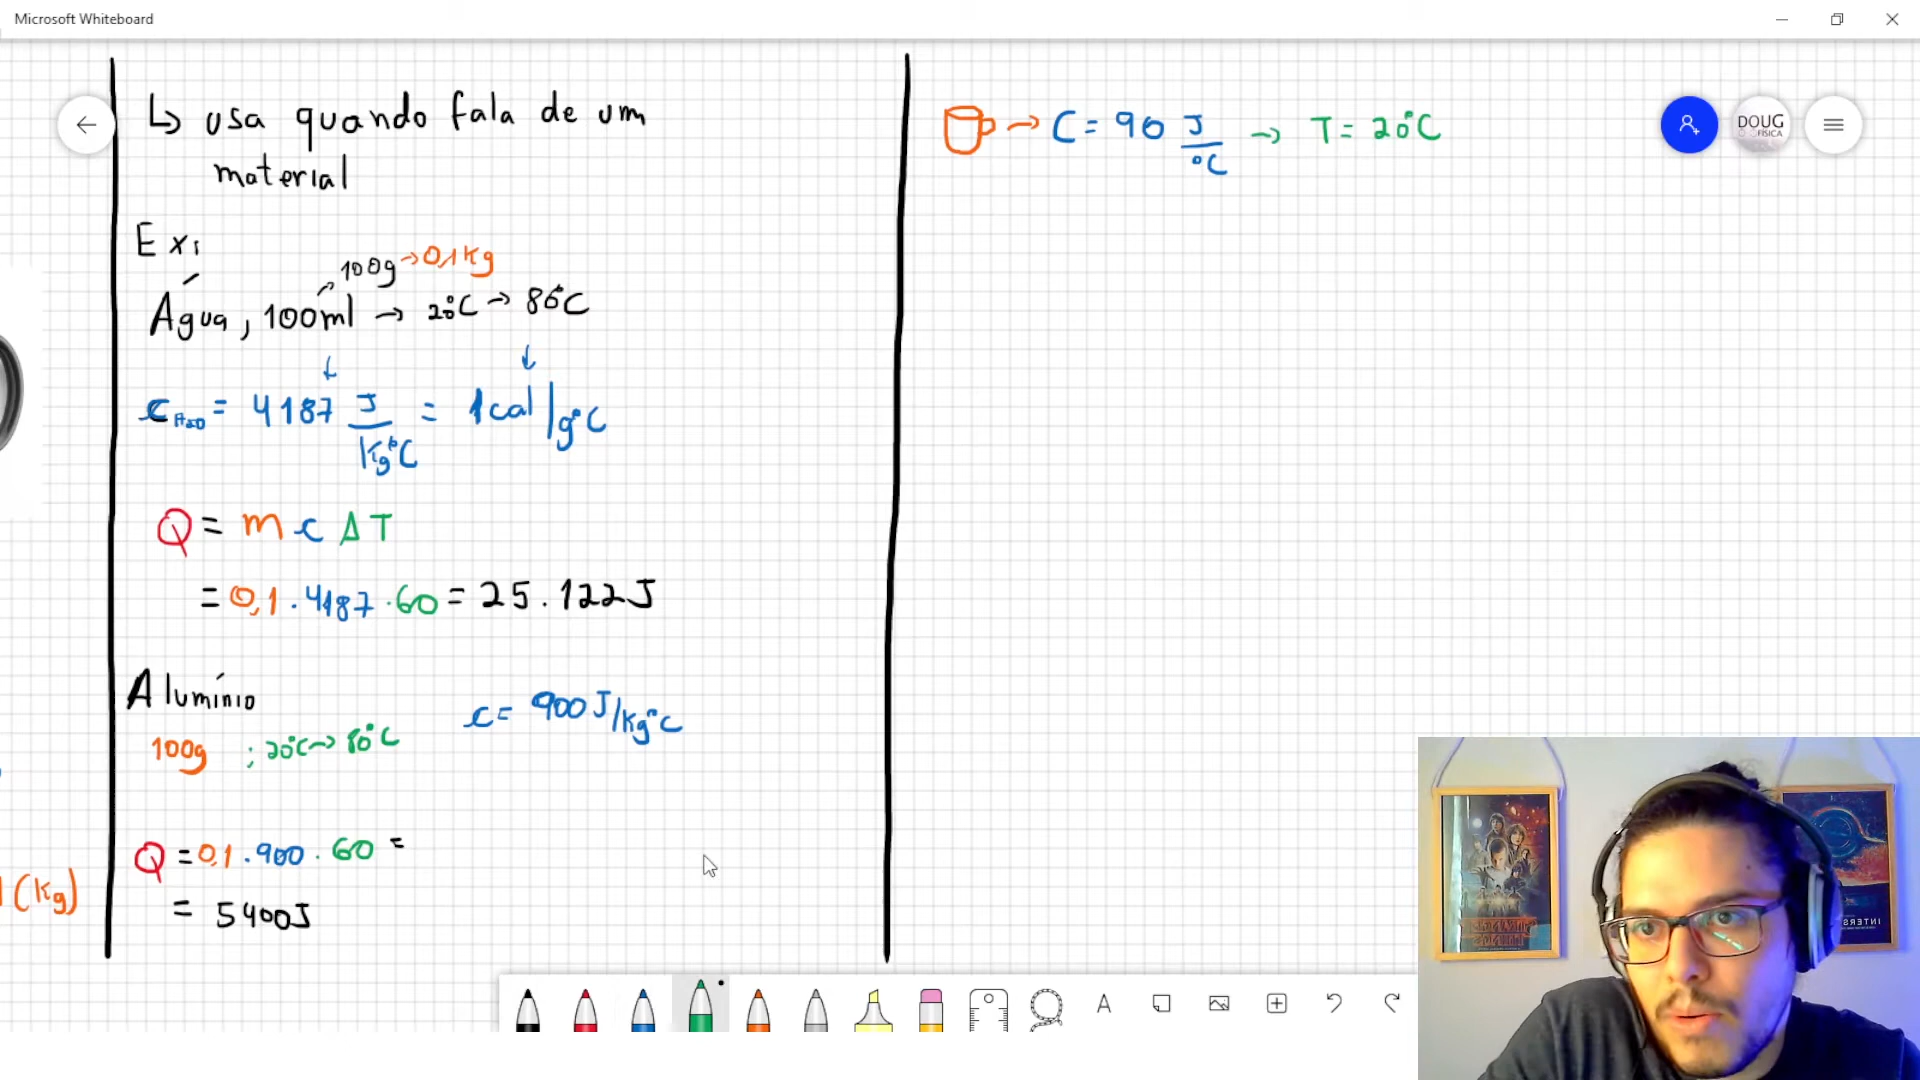 Microsoft Whiteboard
↳ usa quando fala de um
material
Ex:
100g → 0,1 Kg
Água, 100ml → 20°C → 80°C
c H₂O = 4187 J/Kg°C = 1cal/g°C
Q = m c ΔT
= 0,1 . 4187 . 60 = 25.122J
Alumínio
c = 900 J/Kg°C
100g ; 20°C → 80°C
Q = 0,1 . 900 . 60 =
= 5400J
(Kg)
→ C = 90 J/°C → T = 20°C
DOUG
FÍSICA
A